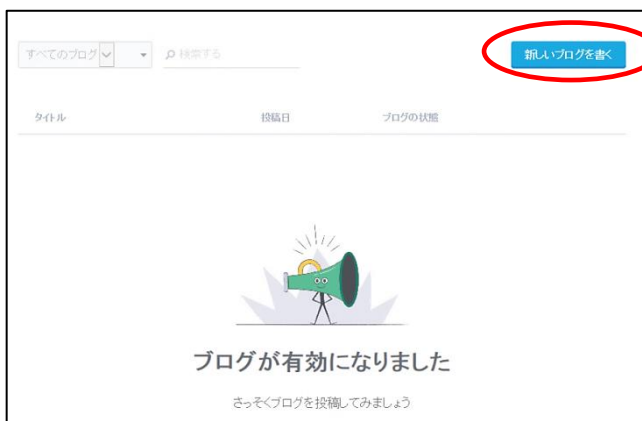 すべてのブログ 検索する 新しいブログを書く
タイトル 投稿日 ブログの状態
ブログが有効になりました
さっそくブログを投稿してみましょう